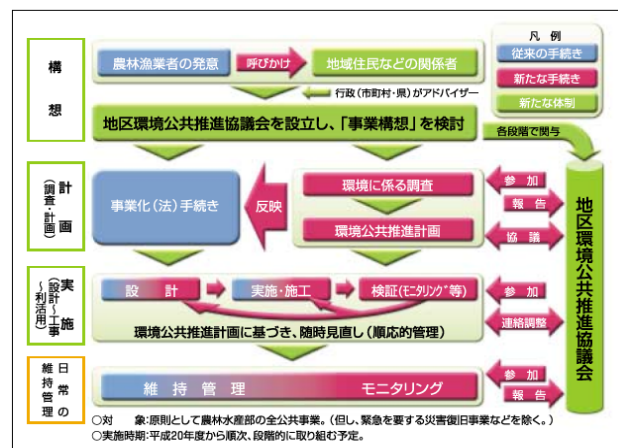 構想
農林漁業者の発意
呼びかけ
地域住民などの関係者
凡例
従来の手続き
新たな手続き
新たな体制
行政(市町村・県)がアドバイザー
地区環境公共推進協議会を設立し、「事業構想」を検討
各段階で関与
計画
(調査・計画)
事業化(法)手続き
反映
環境に係る調査
環境公共推進計画
参加
報告
協議
地区環境公共推進協議会
実施
(設計~工事~利活用)
設計
実施・施工
検証(モニタリング等)
環境公共推進計画に基づき、随時見直し(順応的管理)
参加
連絡調整
日常の
維持管理
維持管理
モニタリング
参加
報告
○対　象:原則として農林水産部の全公共事業。(但し、緊急を要する災害復旧事業などを除く。)
○実施時期:平成20年度から順次、段階的に取り組む予定。